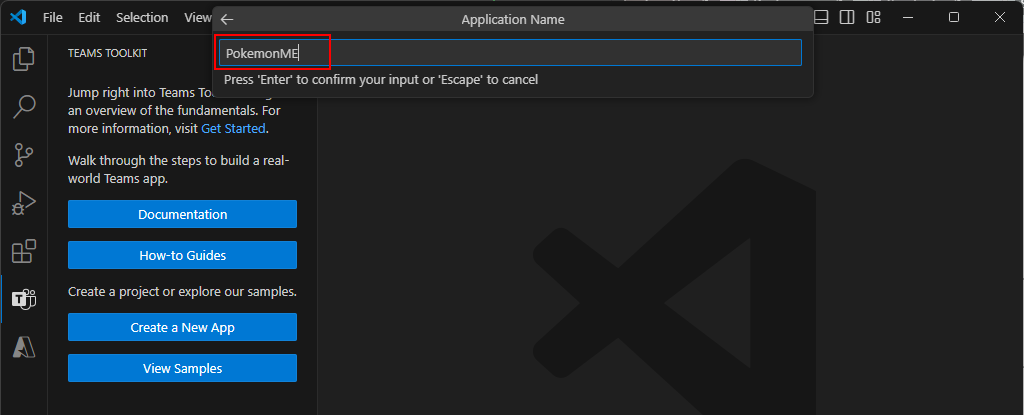 File Edit Selection View
Application Name
PokemonME
Press 'Enter' to confirm your input or 'Escape' to cancel
TEAMS TOOLKIT
Jump right into Teams
an overview of the fundamentals. For
more information, visit Get Started.
Walk through the steps to build a real-
world Teams app.
Documentation
How-to Guides
Create a project or explore our samples.
Create a New App
View Samples